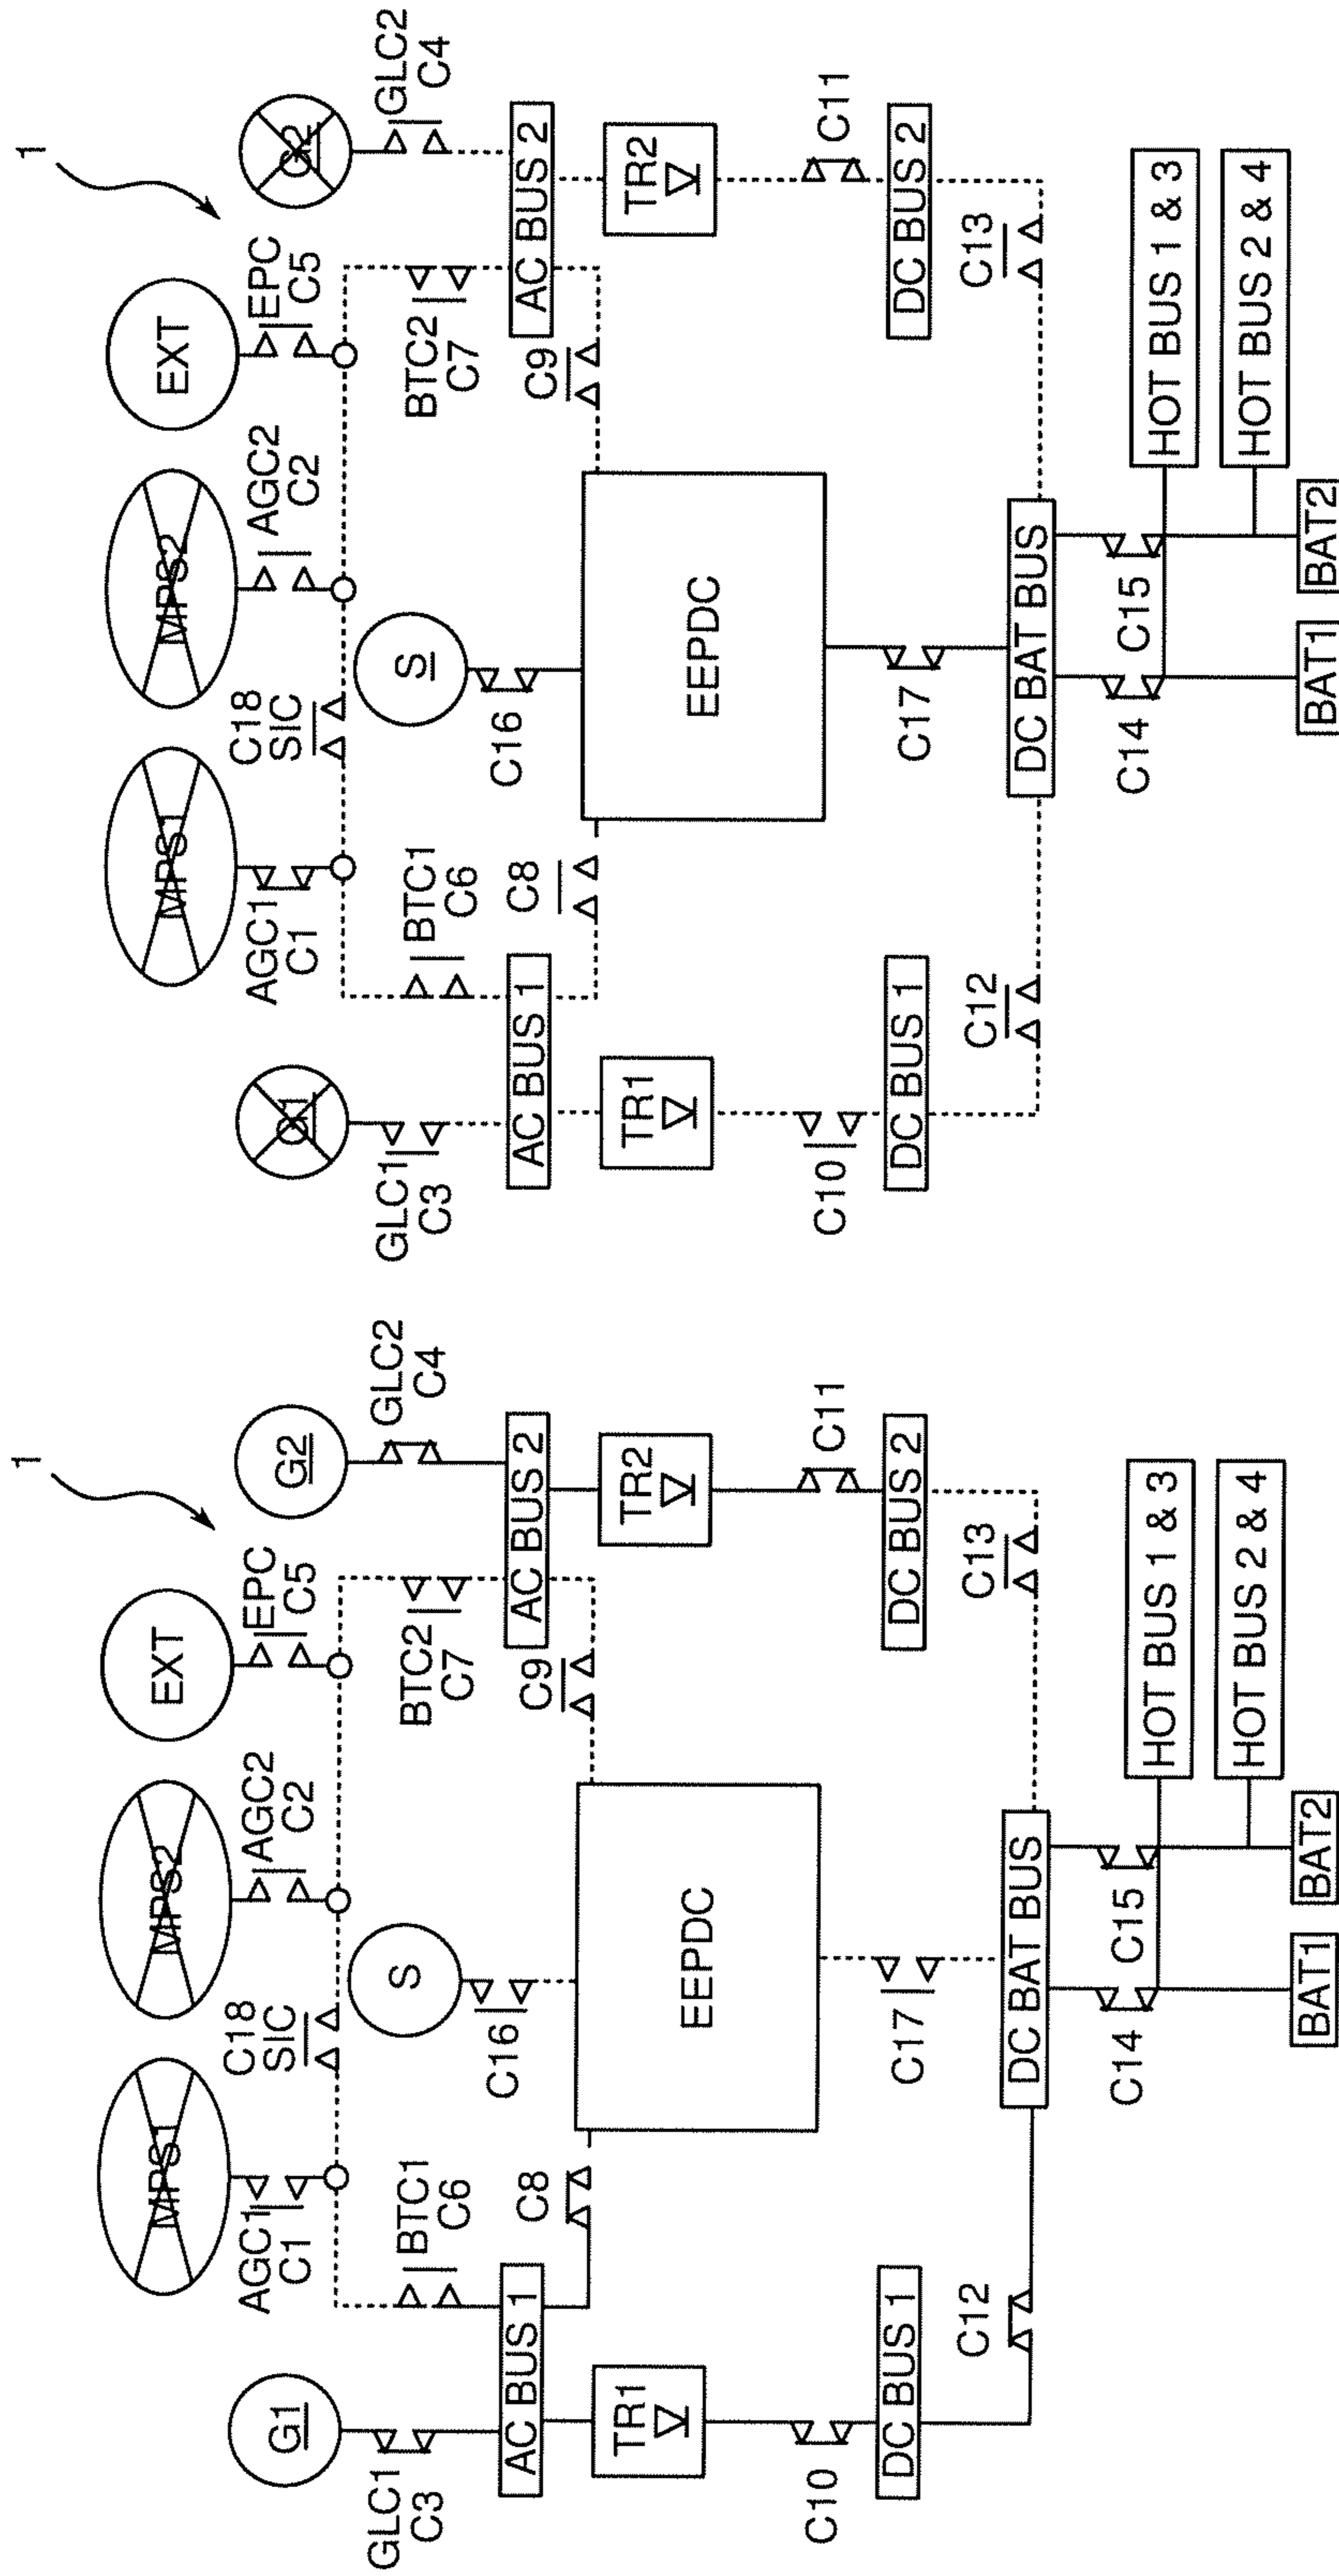 1
MPS1
MPS2
EXT
G1
G2
AGC1
C1
C18
SIC
AGC2
C2
EPC
C5
GLC1
C3
GLC2
C4
S
BTC1
C6
BTC2
C7
C16
C8
C9
AC BUS 1
AC BUS 2
TR1
TR2
EEPDC
C10
C11
C17
DC BUS 1
DC BUS 2
C12
C13
DC BAT BUS
C14
C15
HOT BUS 1 & 3
HOT BUS 2 & 4
BAT1
BAT2
1
MPS1
MPS2
EXT
G1
G2
AGC1
C1
C18
SIC
AGC2
C2
EPC
C5
GLC1
C3
GLC2
C4
S
BTC1
C6
BTC2
C7
C16
C8
C9
AC BUS 1
AC BUS 2
TR1
TR2
EEPDC
C10
C11
C17
DC BUS 1
DC BUS 2
C12
C13
DC BAT BUS
C14
C15
HOT BUS 1 & 3
HOT BUS 2 & 4
BAT1
BAT2